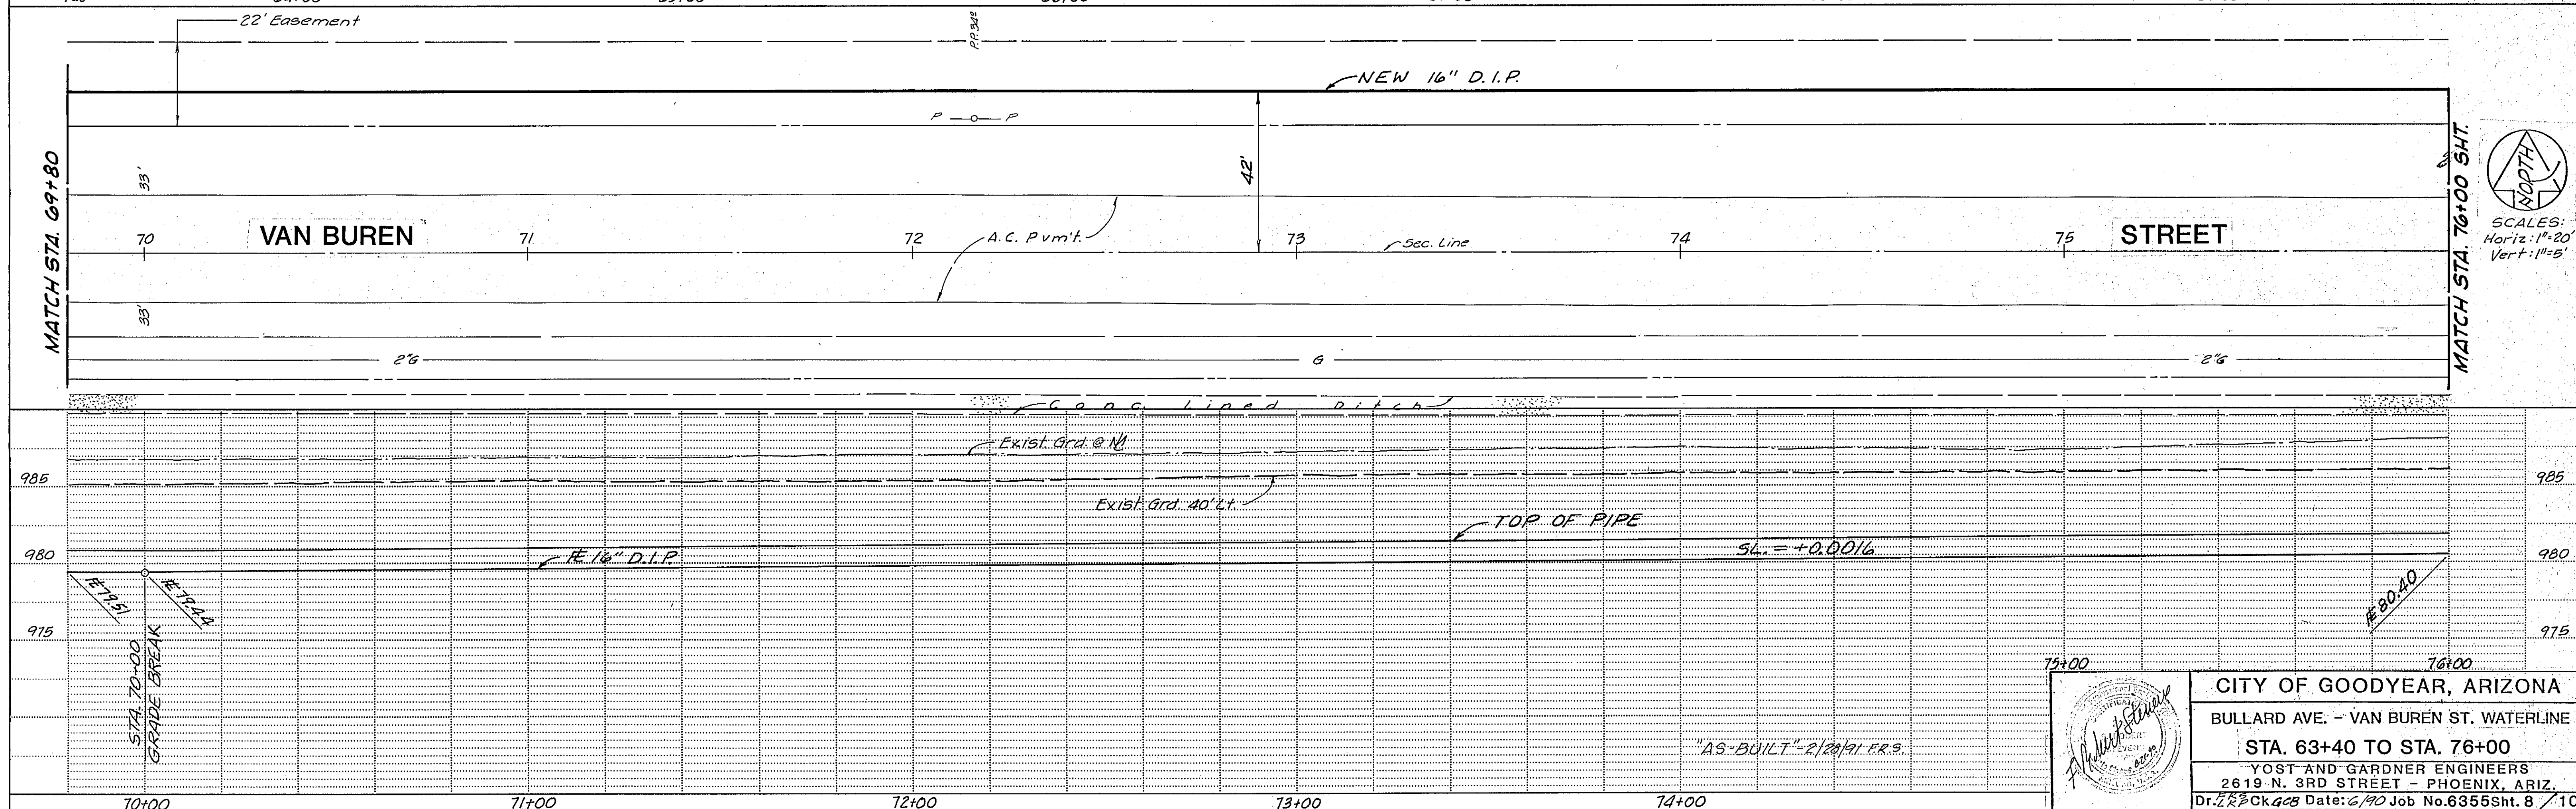 22' Easement
P.P. 34⁹
NEW 16" D.I.P.
P P
42'
33'
MATCH STA. 69+80
MATCH STA. 76+00 SHT.
NORTH
SCALES:
Horiz: 1"=20'
Vert: 1"=5'
VAN BUREN
STREET
70 71 72 73 74 75
A.C. Pvm't.
Sec. Line
33'
2"G G 2"G
Conc. Lined Ditch
Exist. Grd. @
985 985
Exist. Grd. 40' Lt.
TOP OF PIPE
980 980
16" D.I.P.
SL. = +0.0016
79.51
79.44
80.40
975 975
STA. 70+00
GRADE BREAK
75+00 76+00
"AS-BUILT"-2/28/91 F.R.S.
CITY OF GOODYEAR, ARIZONA
BULLARD AVE. - VAN BUREN ST. WATERLINE
STA. 63+40 TO STA. 76+00
YOST AND GARDNER ENGINEERS
2619 N. 3RD STREET - PHOENIX, ARIZ.
Dr. Ck GCB Date: 6/90 Job No. 6355 Sht. 8 / 10
70+00 71+00 72+00 73+00 74+00